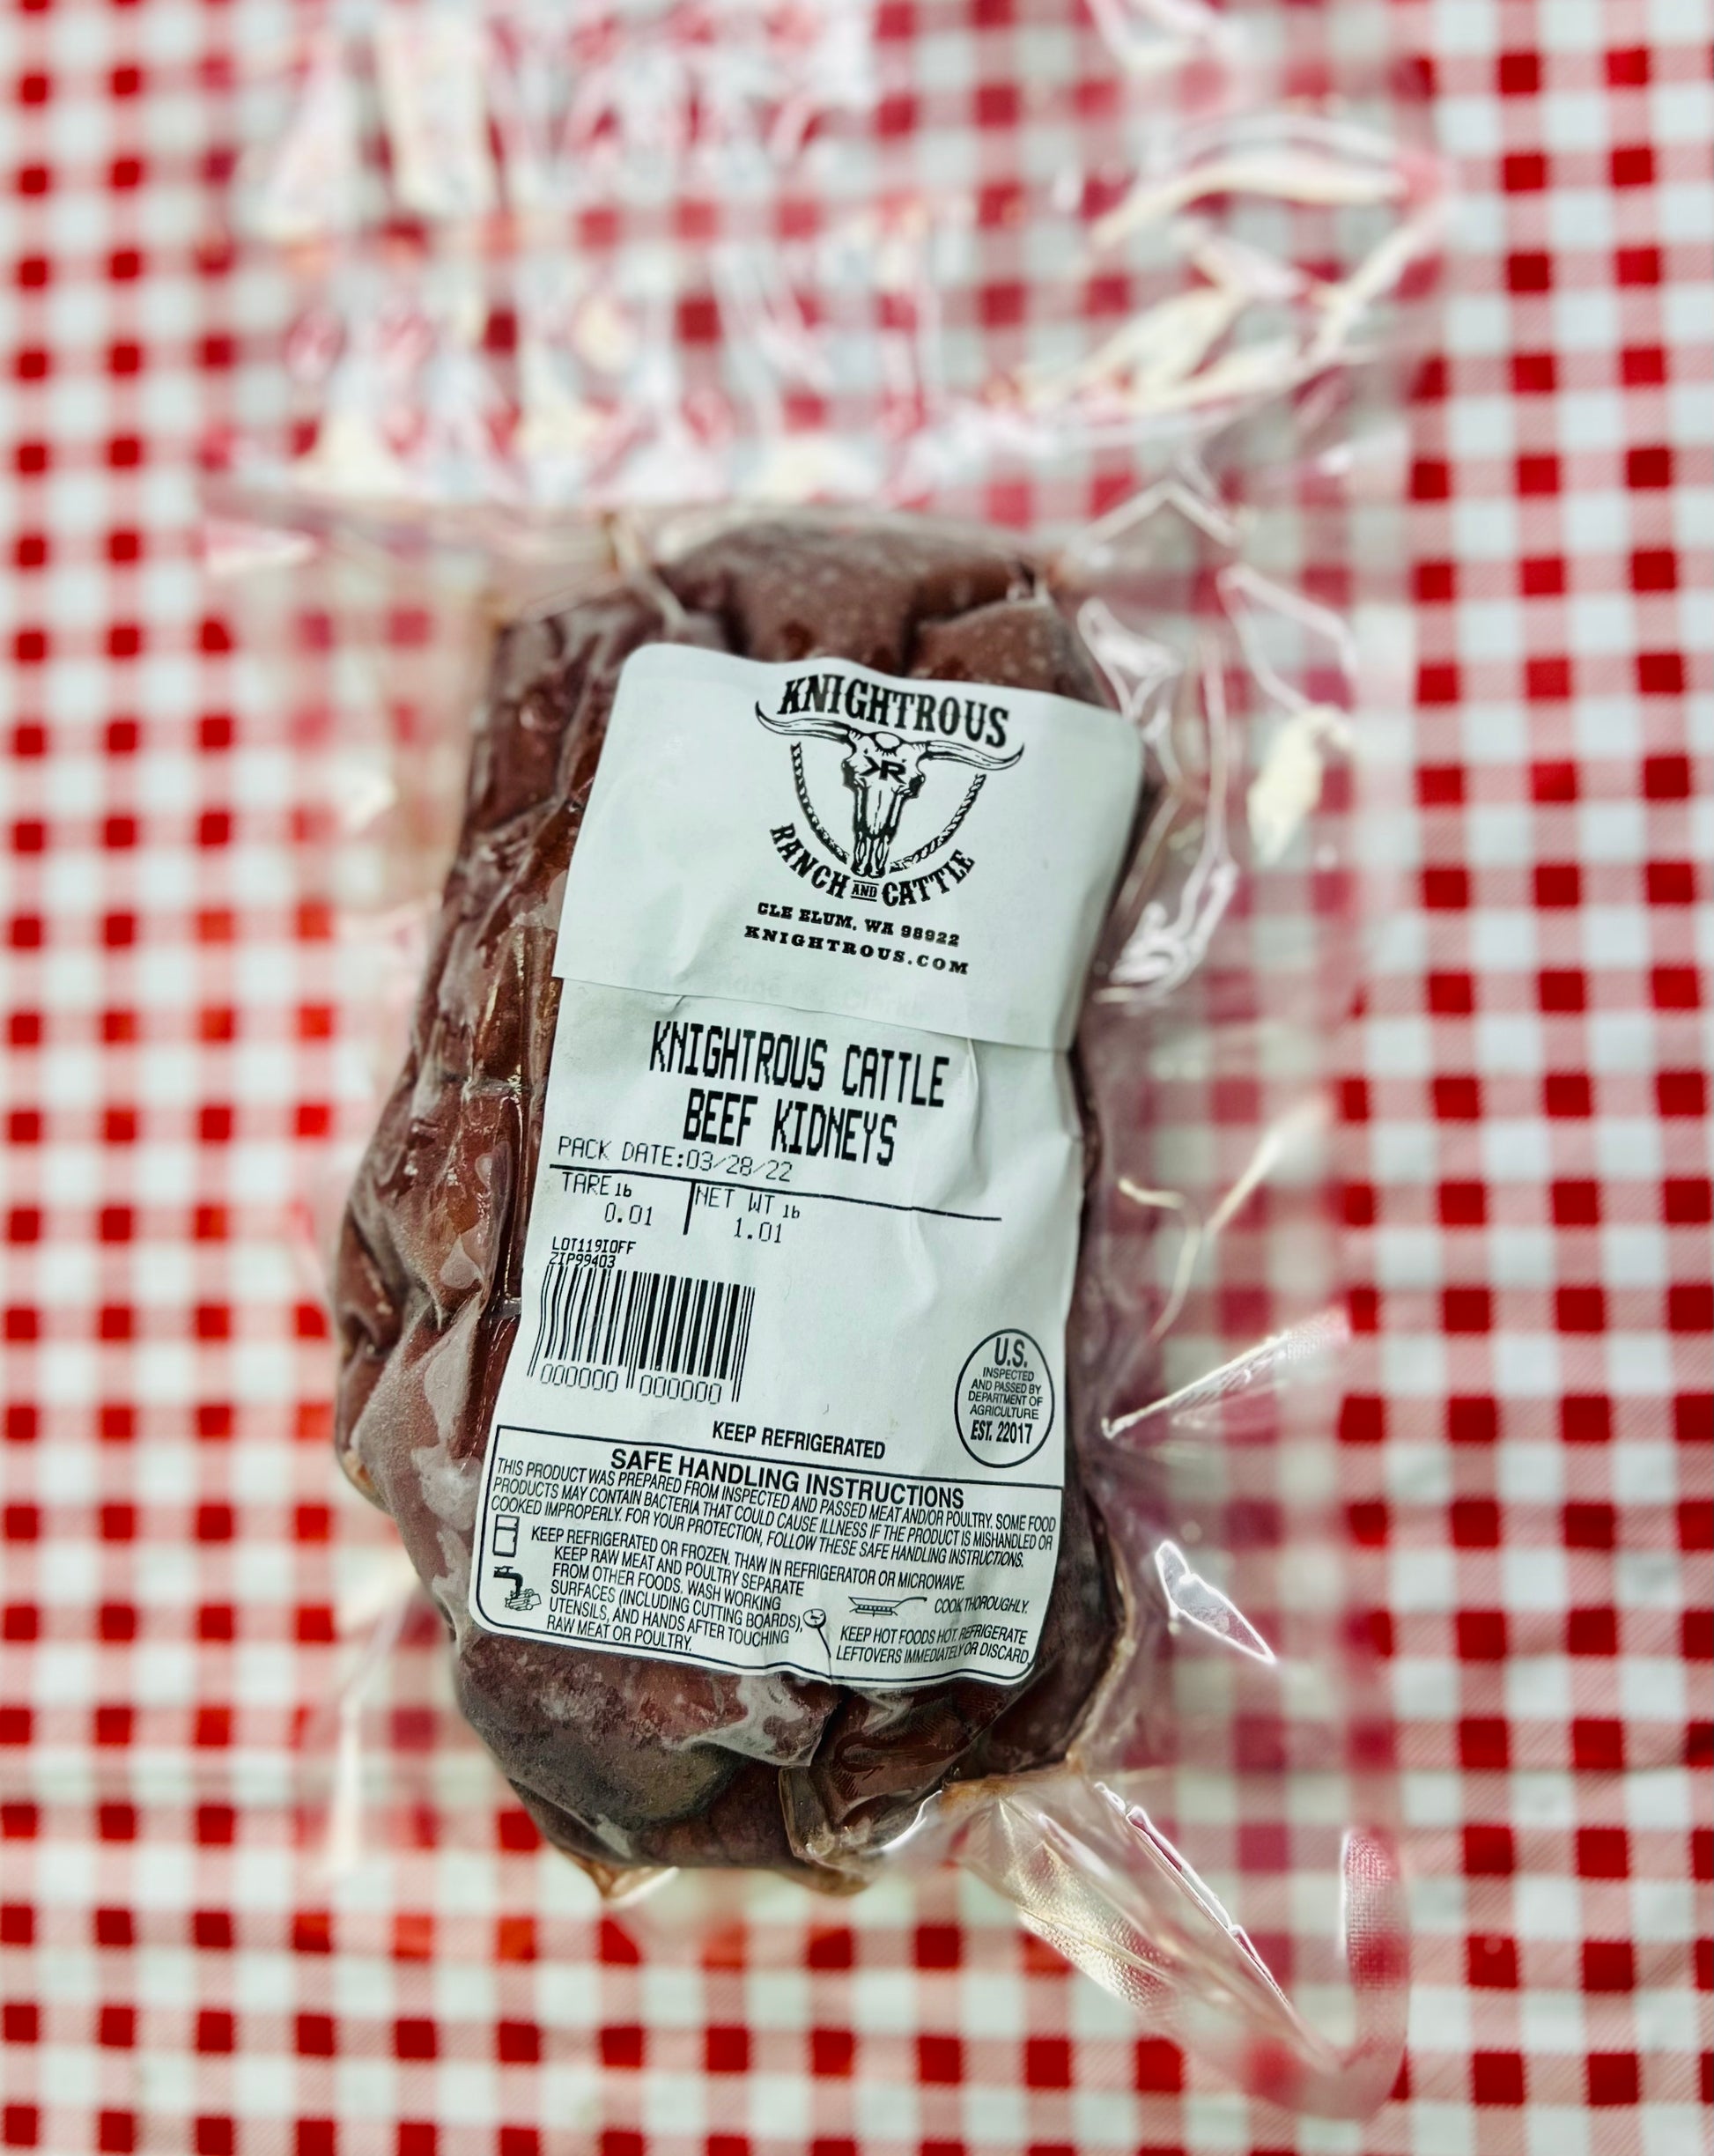 KNIGHTROUS
KR
RANCH AND CATTLE
CLE ELUM, WA 98922
KNIGHTROUS.COM
KNIGHTROUS CATTLE
BEEF KIDNEYS
PACK DATE:03/28/22
TARE lb
0.01
NET WT lb
1.01
LOT119IOFF
ZIP99403
000000 000000
U.S.
INSPECTED
AND PASSED BY
DEPARTMENT OF
AGRICULTURE
EST. 22017
KEEP REFRIGERATED
SAFE HANDLING INSTRUCTIONS
THIS PRODUCT WAS PREPARED FROM INSPECTED AND PASSED MEAT AND/OR POULTRY. SOME FOOD
PRODUCTS MAY CONTAIN BACTERIA THAT COULD CAUSE ILLNESS IF THE PRODUCT IS MISHANDLED OR
COOKED IMPROPERLY. FOR YOUR PROTECTION, FOLLOW THESE SAFE HANDLING INSTRUCTIONS.
KEEP REFRIGERATED OR FROZEN. THAW IN REFRIGERATOR OR MICROWAVE.
KEEP RAW MEAT AND POULTRY SEPARATE
FROM OTHER FOODS. WASH WORKING
SURFACES (INCLUDING CUTTING BOARDS),
UTENSILS, AND HANDS AFTER TOUCHING
RAW MEAT OR POULTRY.
COOK THOROUGHLY.
KEEP HOT FOODS HOT. REFRIGERATE
LEFTOVERS IMMEDIATELY OR DISCARD.